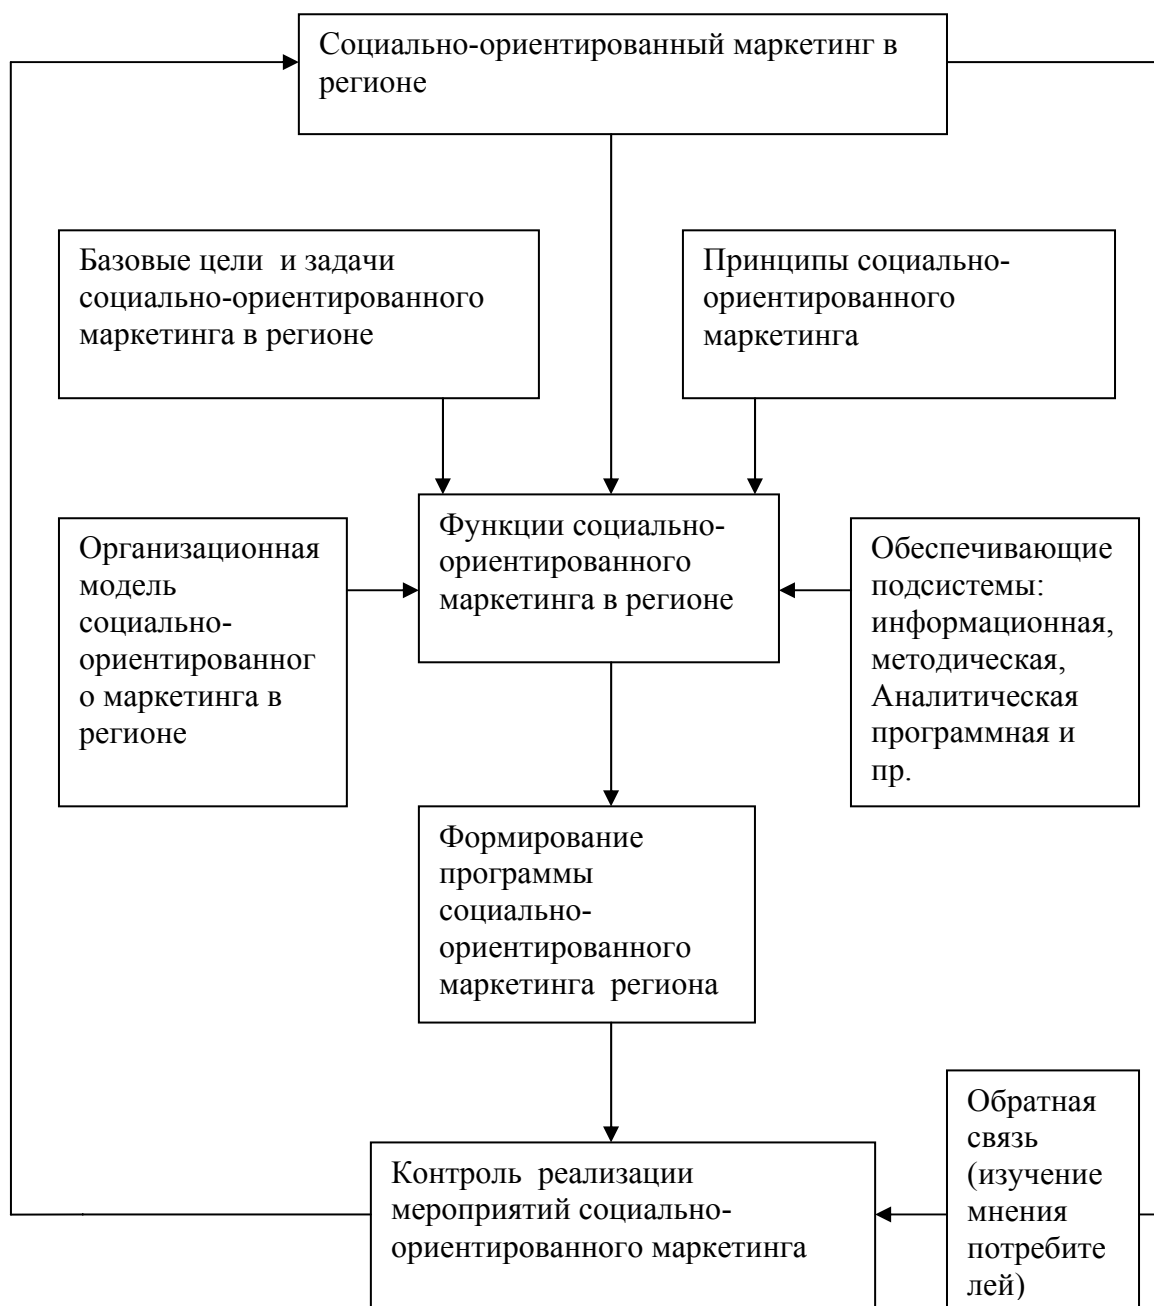 Социально-ориентированный маркетинг в
регионе
Базовые цели  и задачи
социально-ориентированного
маркетинга в регионе
Принципы социально-
ориентированного
маркетинга
Организационная
модель
социально-
ориентированног
о маркетинга в
регионе
Функции социально-
ориентированного
маркетинга в регионе
Обеспечивающие
подсистемы:
информационная,
методическая,
Аналитическая
программная и
пр.
Формирование
программы
социально-
ориентированного
маркетинга  региона
Контроль  реализации
мероприятий социально-
ориентированного маркетинга
Обратная
связь
(изучение
мнения
потребите
лей)